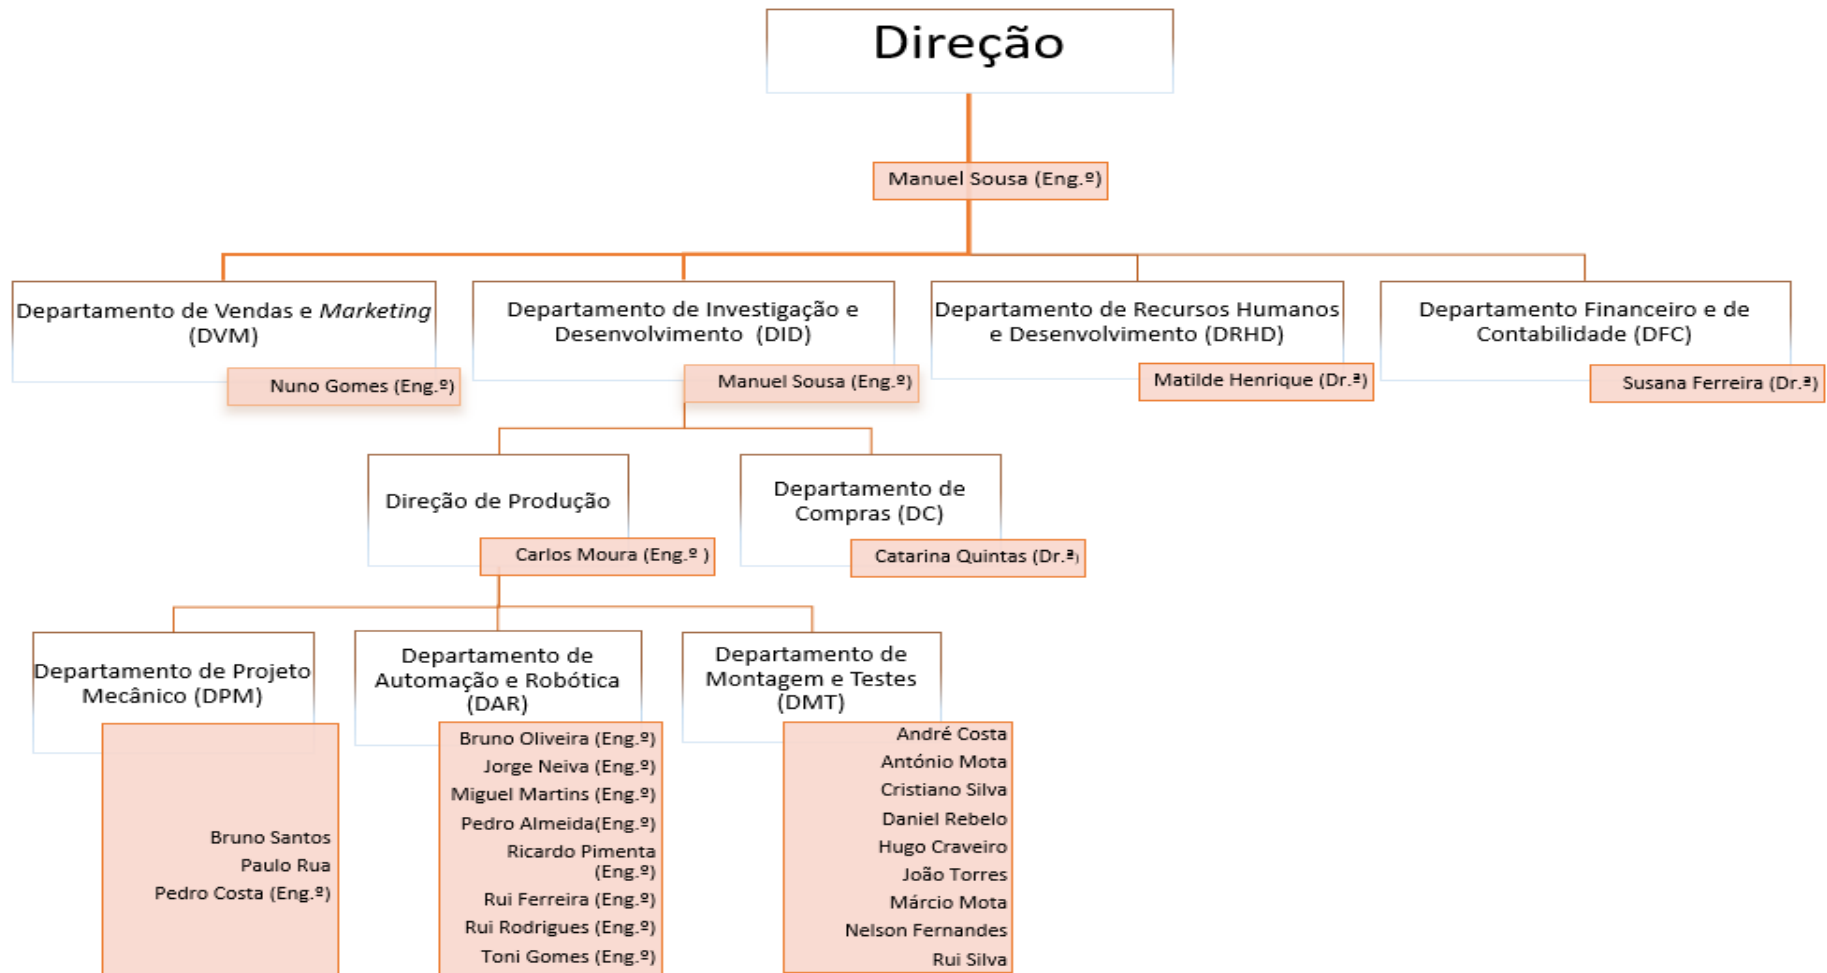 Direção
Manuel Sousa (Eng.º)
Departamento de Vendas e Marketing
(DVM)
Nuno Gomes (Eng.º)
Departamento de Investigação e
Desenvolvimento (DID)
Manuel Sousa (Eng.º)
Departamento de Recursos Humanos
e Desenvolvimento (DRHD)
Matilde Henrique (Dr.ª)
Departamento Financeiro e de
Contabilidade (DFC)
Susana Ferreira (Dr.ª)
Direção de Produção
Carlos Moura (Eng.º )
Departamento de
Compras (DC)
Catarina Quintas (Dr.ª)
Departamento de Projeto
Mecânico (DPM)
Bruno Santos
Paulo Rua
Pedro Costa (Eng.º)
Departamento de
Automação e Robótica
(DAR)
Bruno Oliveira (Eng.º)
Jorge Neiva (Eng.º)
Miguel Martins (Eng.º)
Pedro Almeida(Eng.º)
Ricardo Pimenta
(Eng.º)
Rui Ferreira (Eng.º)
Rui Rodrigues (Eng.º)
Toni Gomes (Eng.º)
Departamento de
Montagem e Testes
(DMT)
André Costa
António Mota
Cristiano Silva
Daniel Rebelo
Hugo Craveiro
João Torres
Márcio Mota
Nelson Fernandes
Rui Silva